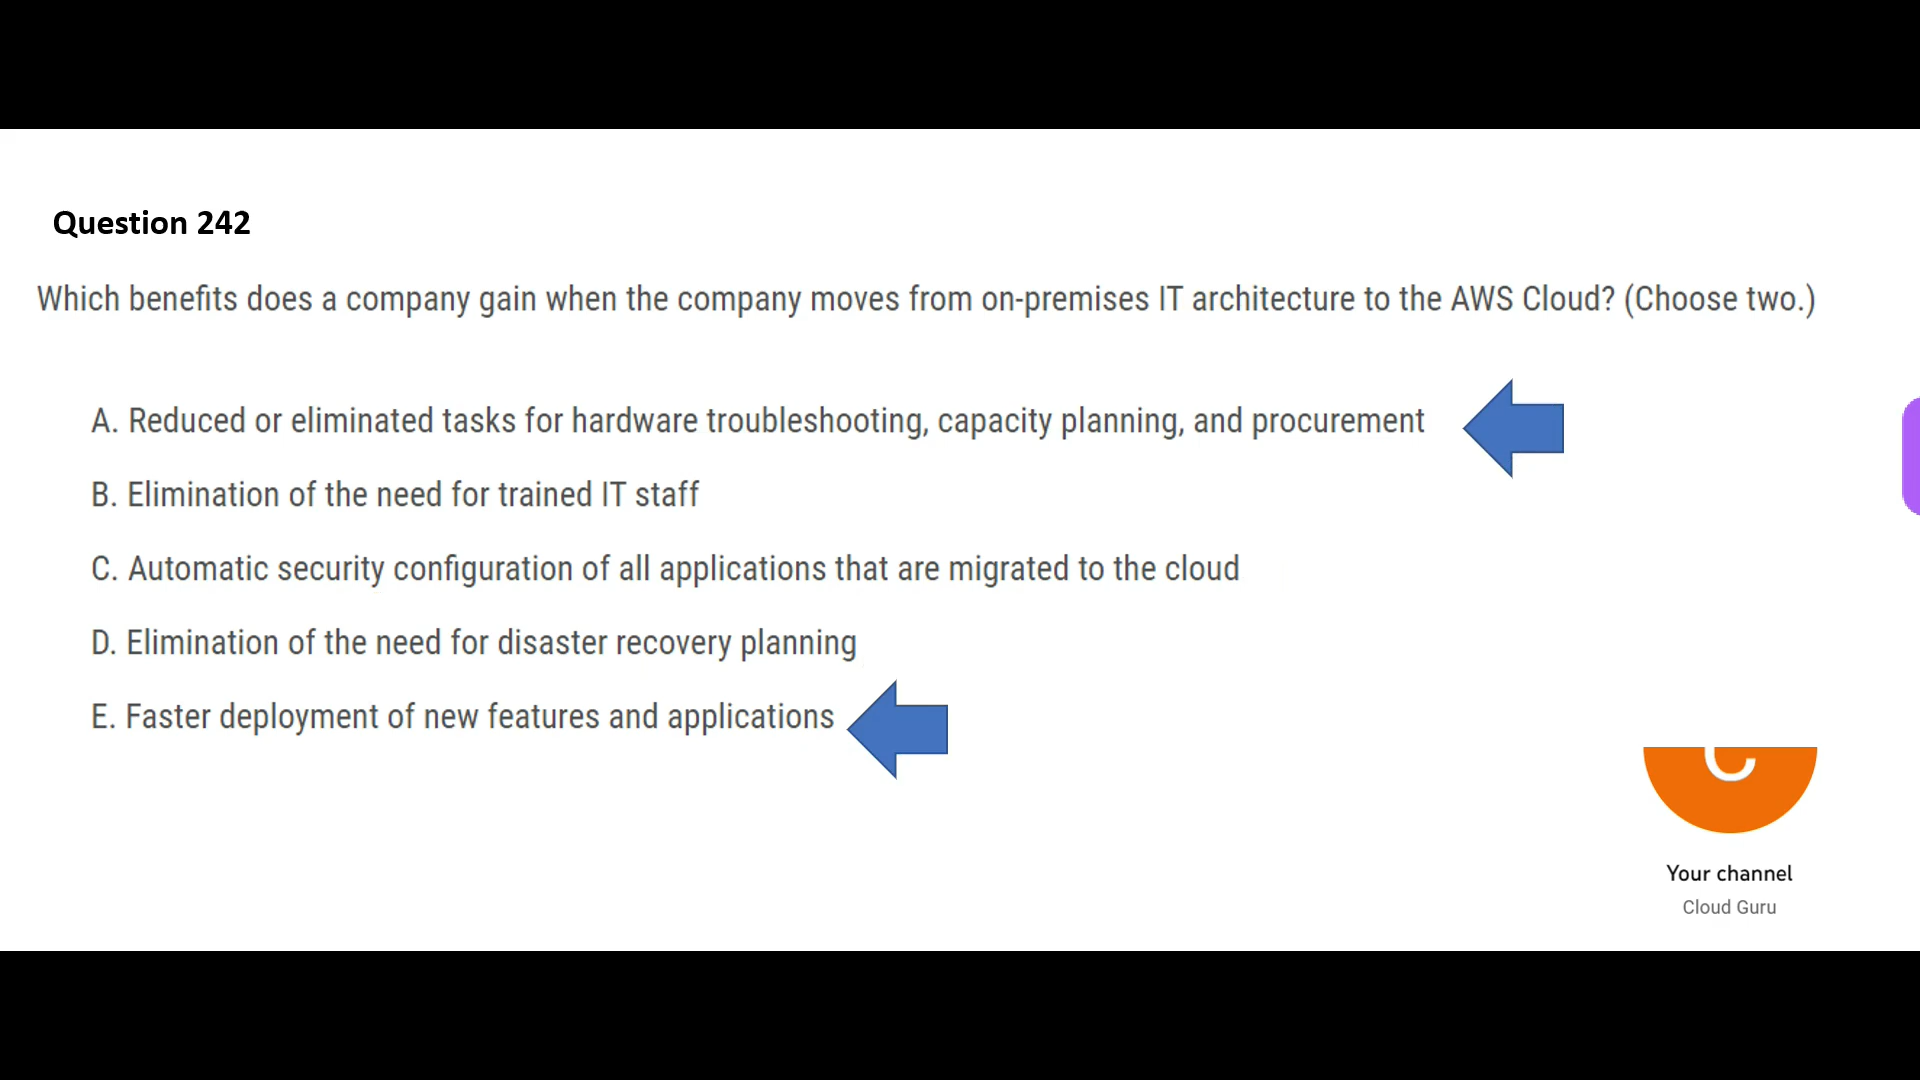 Question 242
Which benefits does a company gain when the company moves from on-premises IT architecture to the AWS Cloud? (Choose two.)
A. Reduced or eliminated tasks for hardware troubleshooting, capacity planning, and procurement
B. Elimination of the need for trained IT staff
C. Automatic security configuration of all applications that are migrated to the cloud
D. Elimination of the need for disaster recovery planning
E. Faster deployment of new features and applications
C
Your channel
Cloud Guru